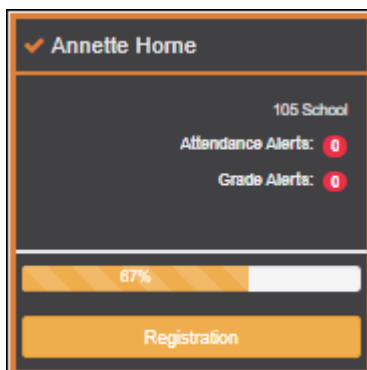 Annette Horne
105 School
Attendance Alerts: 0
Grade Alerts: 0
67%
Registration